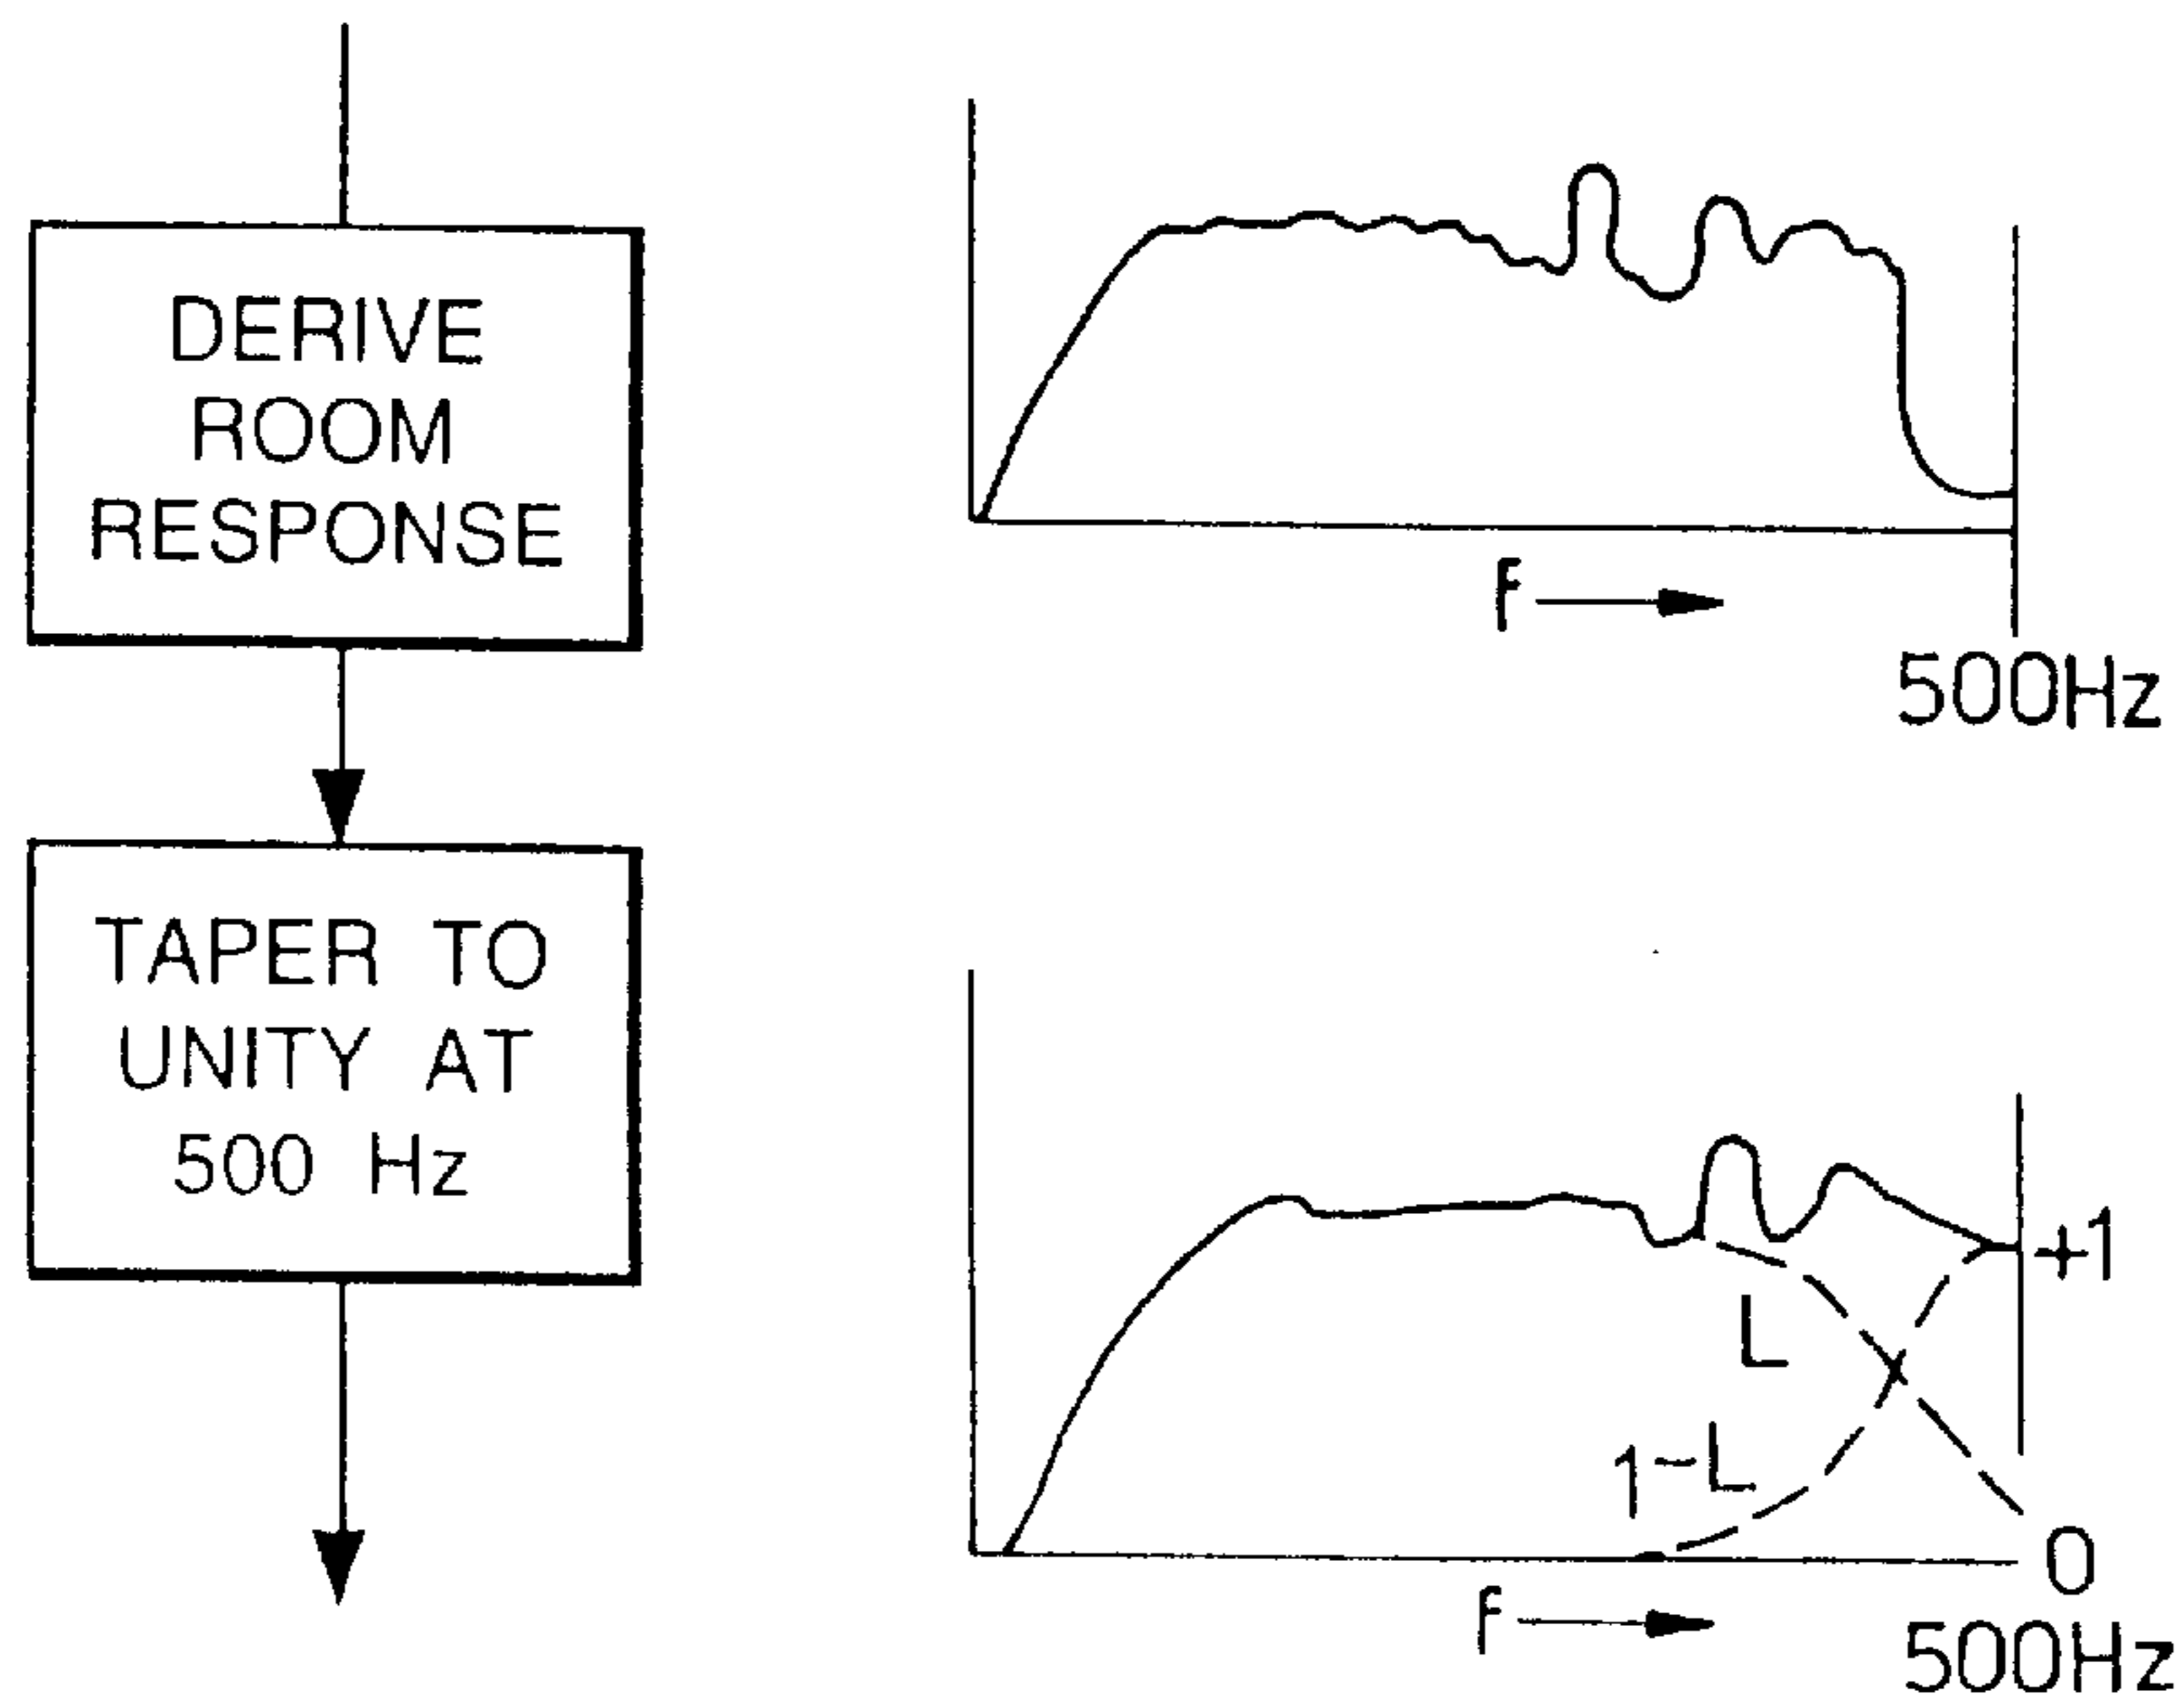 DERIVE
ROOM
RESPONSE
f
500Hz
TAPER TO
UNITY AT
500 Hz
+1
L
1-L
0
f
500Hz